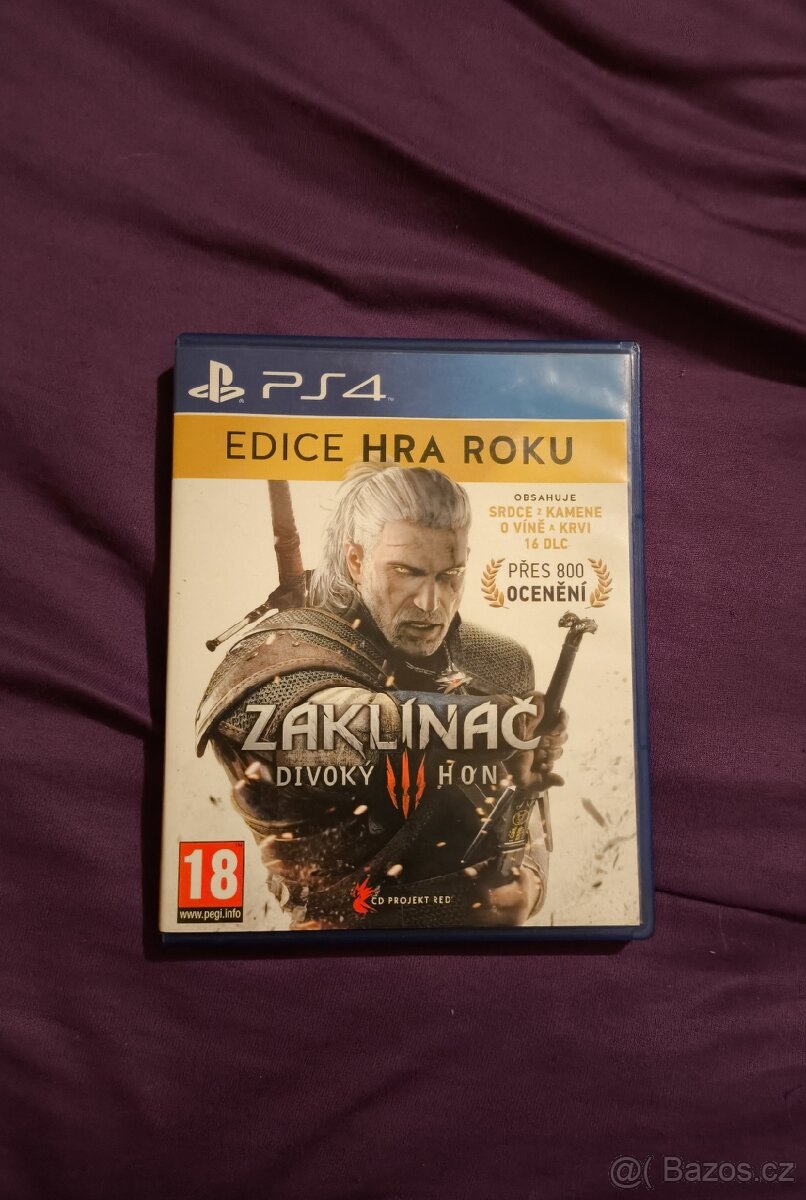 PS4
EDICE HRA ROKU
OBSAHUJE
SRDCE Z KAMENE
O VÍNĚ A KRVI
16 DLC
PŘES 800
OCENĚNÍ
ZAKLÍNAČ
DIVOKÝ HON
18
www.pegi.info
CD PROJEKT RED
@( Bazos.cz